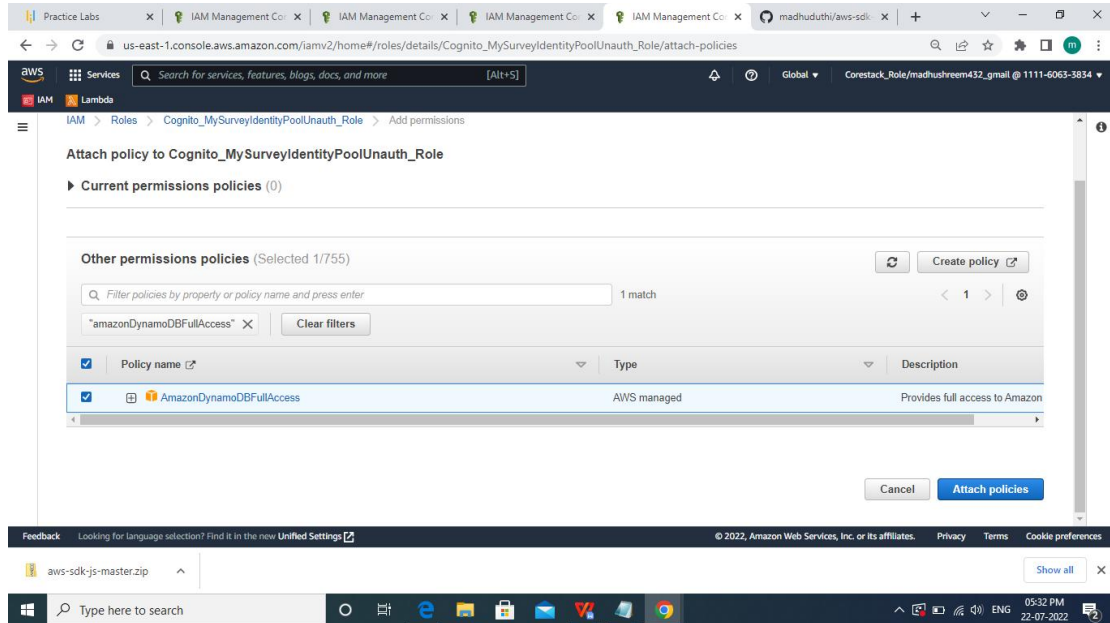 Practice Labs
IAM Management Cor
IAM Management Cor
IAM Management Cor
IAM Management Cor
madhuduthi/aws-sdk-
us-east-1.console.aws.amazon.com/iamv2/home#/roles/details/Cognito_MySurveyIdentityPoolUnauth_Role/attach-policies
m
aws
Services
Search for services, features, blogs, docs, and more [Alt+S]
Global
Corestack_Role/madhushreem432_gmail @ 1111-6063-3834
IAM
Lambda
IAM > Roles > Cognito_MySurveyIdentityPoolUnauth_Role > Add permissions
Attach policy to Cognito_MySurveyIdentityPoolUnauth_Role
Current permissions policies (0)
Other permissions policies (Selected 1/755)
Create policy
Filter policies by property or policy name and press enter
1 match
1
"amazonDynamoDBFullAccess"
Clear filters
Policy name
Type
Description
AmazonDynamoDBFullAccess
AWS managed
Provides full access to Amazon
Cancel
Attach policies
Feedback
Looking for language selection? Find it in the new Unified Settings
© 2022, Amazon Web Services, Inc. or its affiliates.
Privacy
Terms
Cookie preferences
aws-sdk-js-master.zip
Show all
Type here to search
ENG
05:32 PM
22-07-2022
2